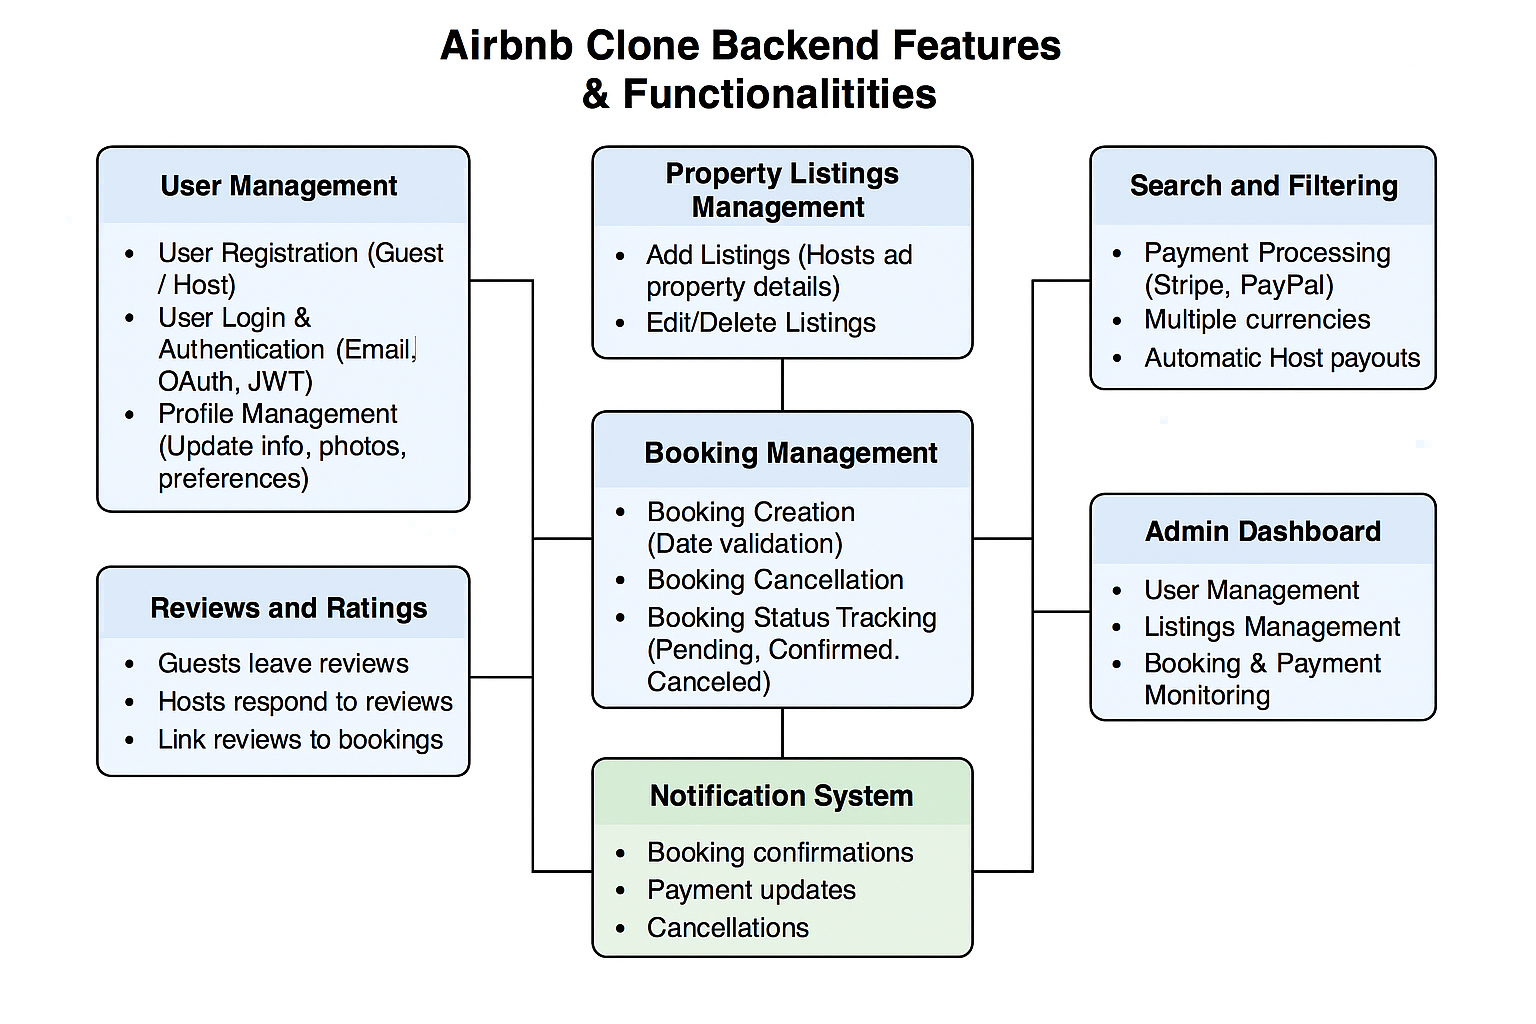 Airbnb Clone Backend Features
& Functionalitities
User Management
• User Registration (Guest
/ Host)
• User Login &
Authentication (Email,
OAuth, JWT)
• Profile Management
(Update info, photos,
preferences)
Reviews and Ratings
• Guests leave reviews
• Hosts respond to reviews
• Link reviews to bookings
Property Listings
Management
• Add Listings (Hosts ad
property details)
• Edit/Delete Listings
Booking Management
• Booking Creation
(Date validation)
• Booking Cancellation
• Booking Status Tracking
(Pending, Confirmed.
Canceled)
Notification System
• Booking confirmations
• Payment updates
• Cancellations
Search and Filtering
• Payment Processing
(Stripe, PayPal)
• Multiple currencies
• Automatic Host payouts
Admin Dashboard
• User Management
• Listings Management
• Booking & Payment
Monitoring